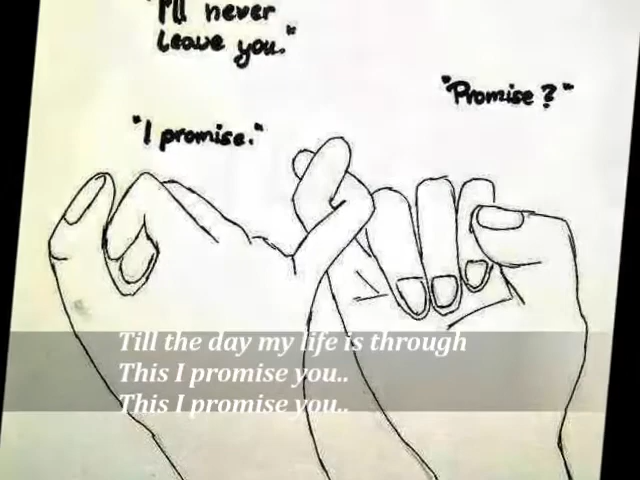 "I'll never
Leave you."
"Promise?"
"I promise."
Till the day my life is through
This I promise you..
This I promise you..